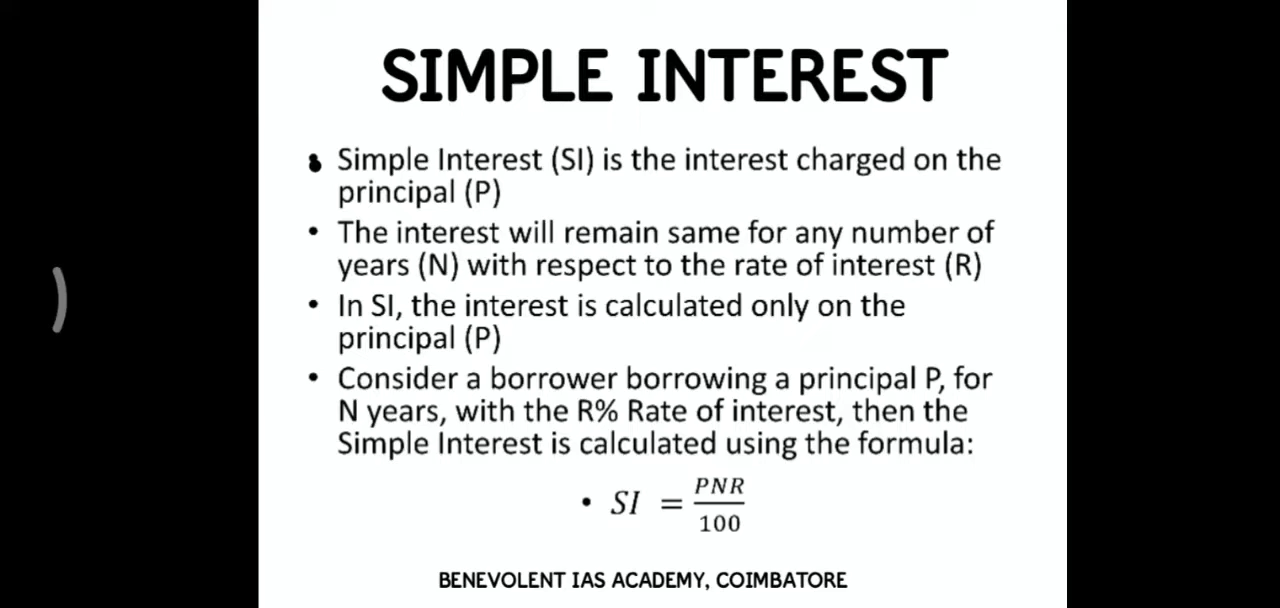 SIMPLE INTEREST
• Simple Interest (SI) is the interest charged on the
principal (P)
• The interest will remain same for any number of
years (N) with respect to the rate of interest (R)
• In SI, the interest is calculated only on the
principal (P)
• Consider a borrower borrowing a principal P, for
N years, with the R% Rate of interest, then the
Simple Interest is calculated using the formula:
• SI = PNR/100
BENEVOLENT IAS ACADEMY, COIMBATORE